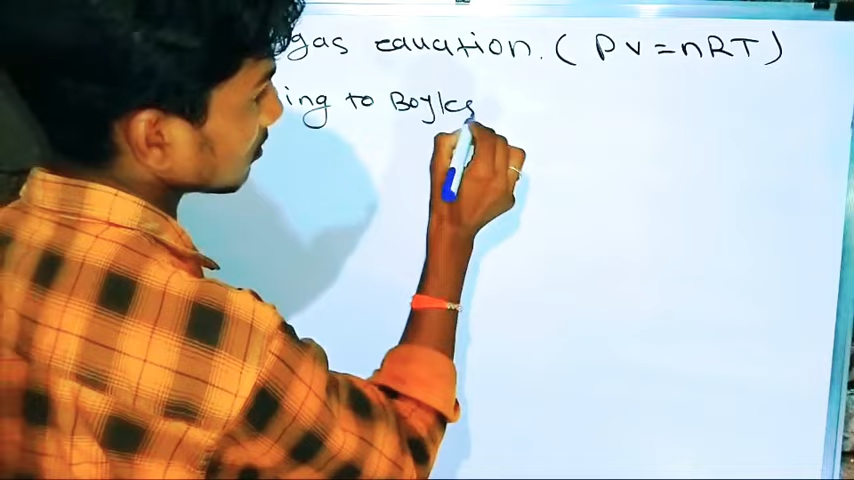 gas equation. ( PV=nRT )
ing to Boyles